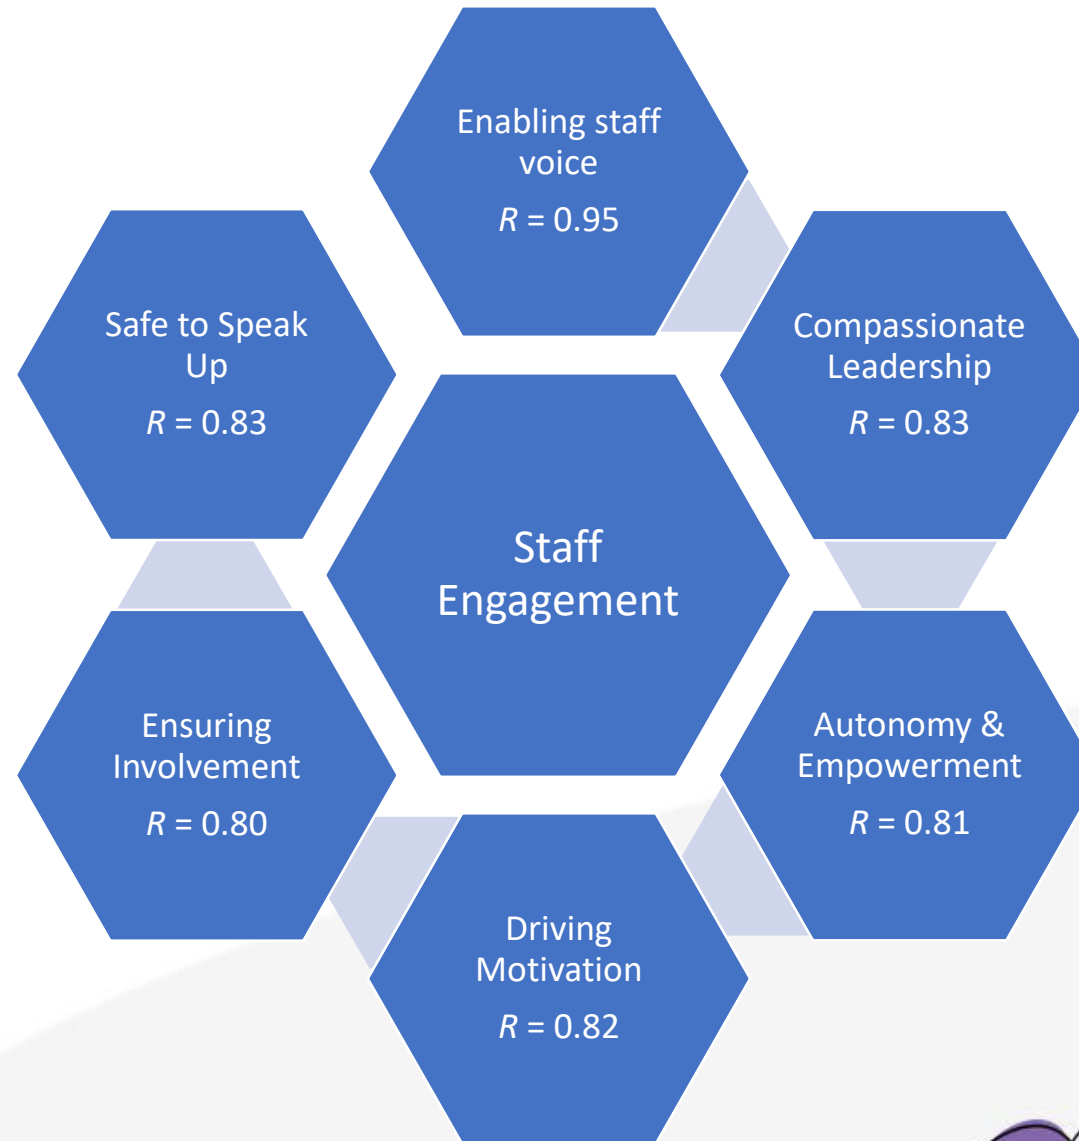 Enabling staff
voice
R = 0.95
Safe to Speak
Up
R = 0.83
Compassionate
Leadership
R = 0.83
Staff
Engagement
Ensuring
Involvement
R = 0.80
Autonomy &
Empowerment
R = 0.81
Driving
Motivation
R = 0.82